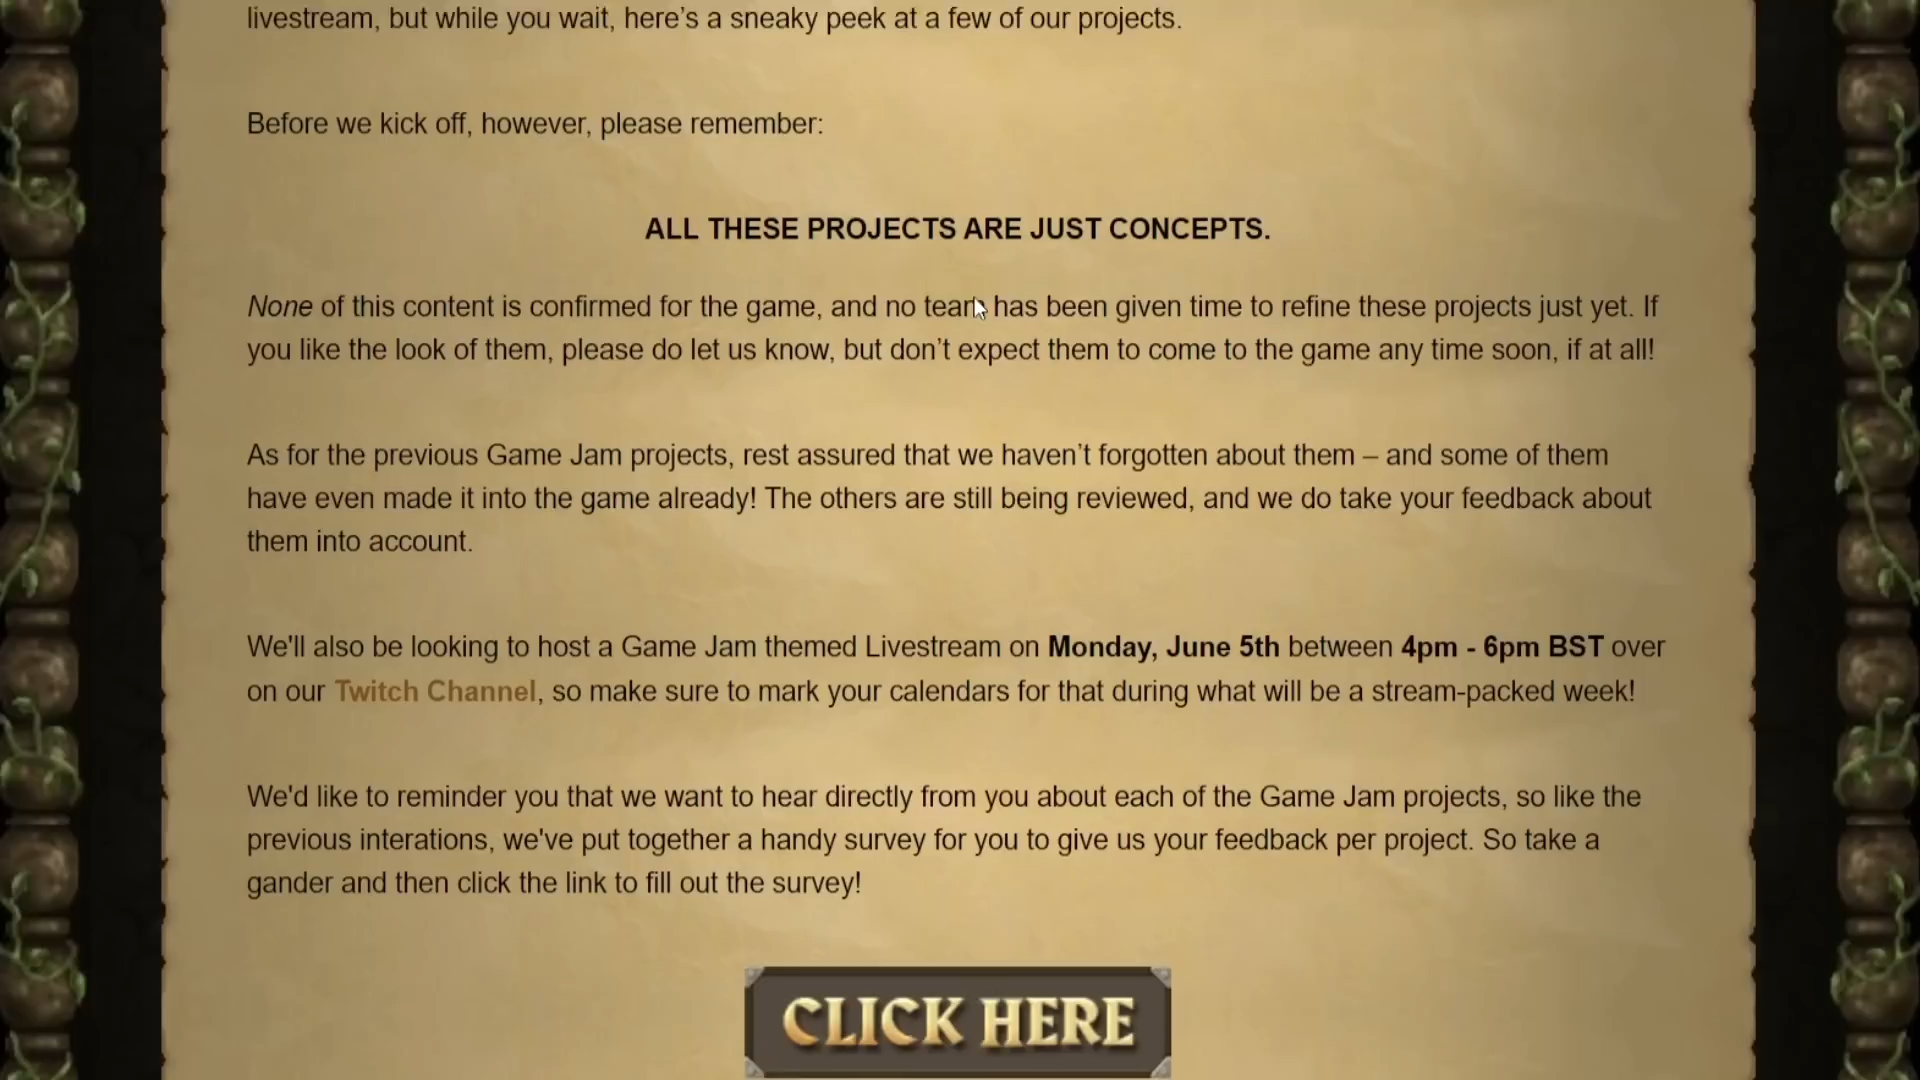 livestream, but while you wait, here’s a sneaky peek at a few of our projects.
Before we kick off, however, please remember:
ALL THESE PROJECTS ARE JUST CONCEPTS.
None of this content is confirmed for the game, and no team has been given time to refine these projects just yet. If
you like the look of them, please do let us know, but don’t expect them to come to the game any time soon, if at all!
As for the previous Game Jam projects, rest assured that we haven’t forgotten about them – and some of them
have even made it into the game already! The others are still being reviewed, and we do take your feedback about
them into account.
We'll also be looking to host a Game Jam themed Livestream on Monday, June 5th between 4pm - 6pm BST over
on our Twitch Channel, so make sure to mark your calendars for that during what will be a stream-packed week!
We'd like to reminder you that we want to hear directly from you about each of the Game Jam projects, so like the
previous interations, we've put together a handy survey for you to give us your feedback per project. So take a
gander and then click the link to fill out the survey!
CLICK HERE